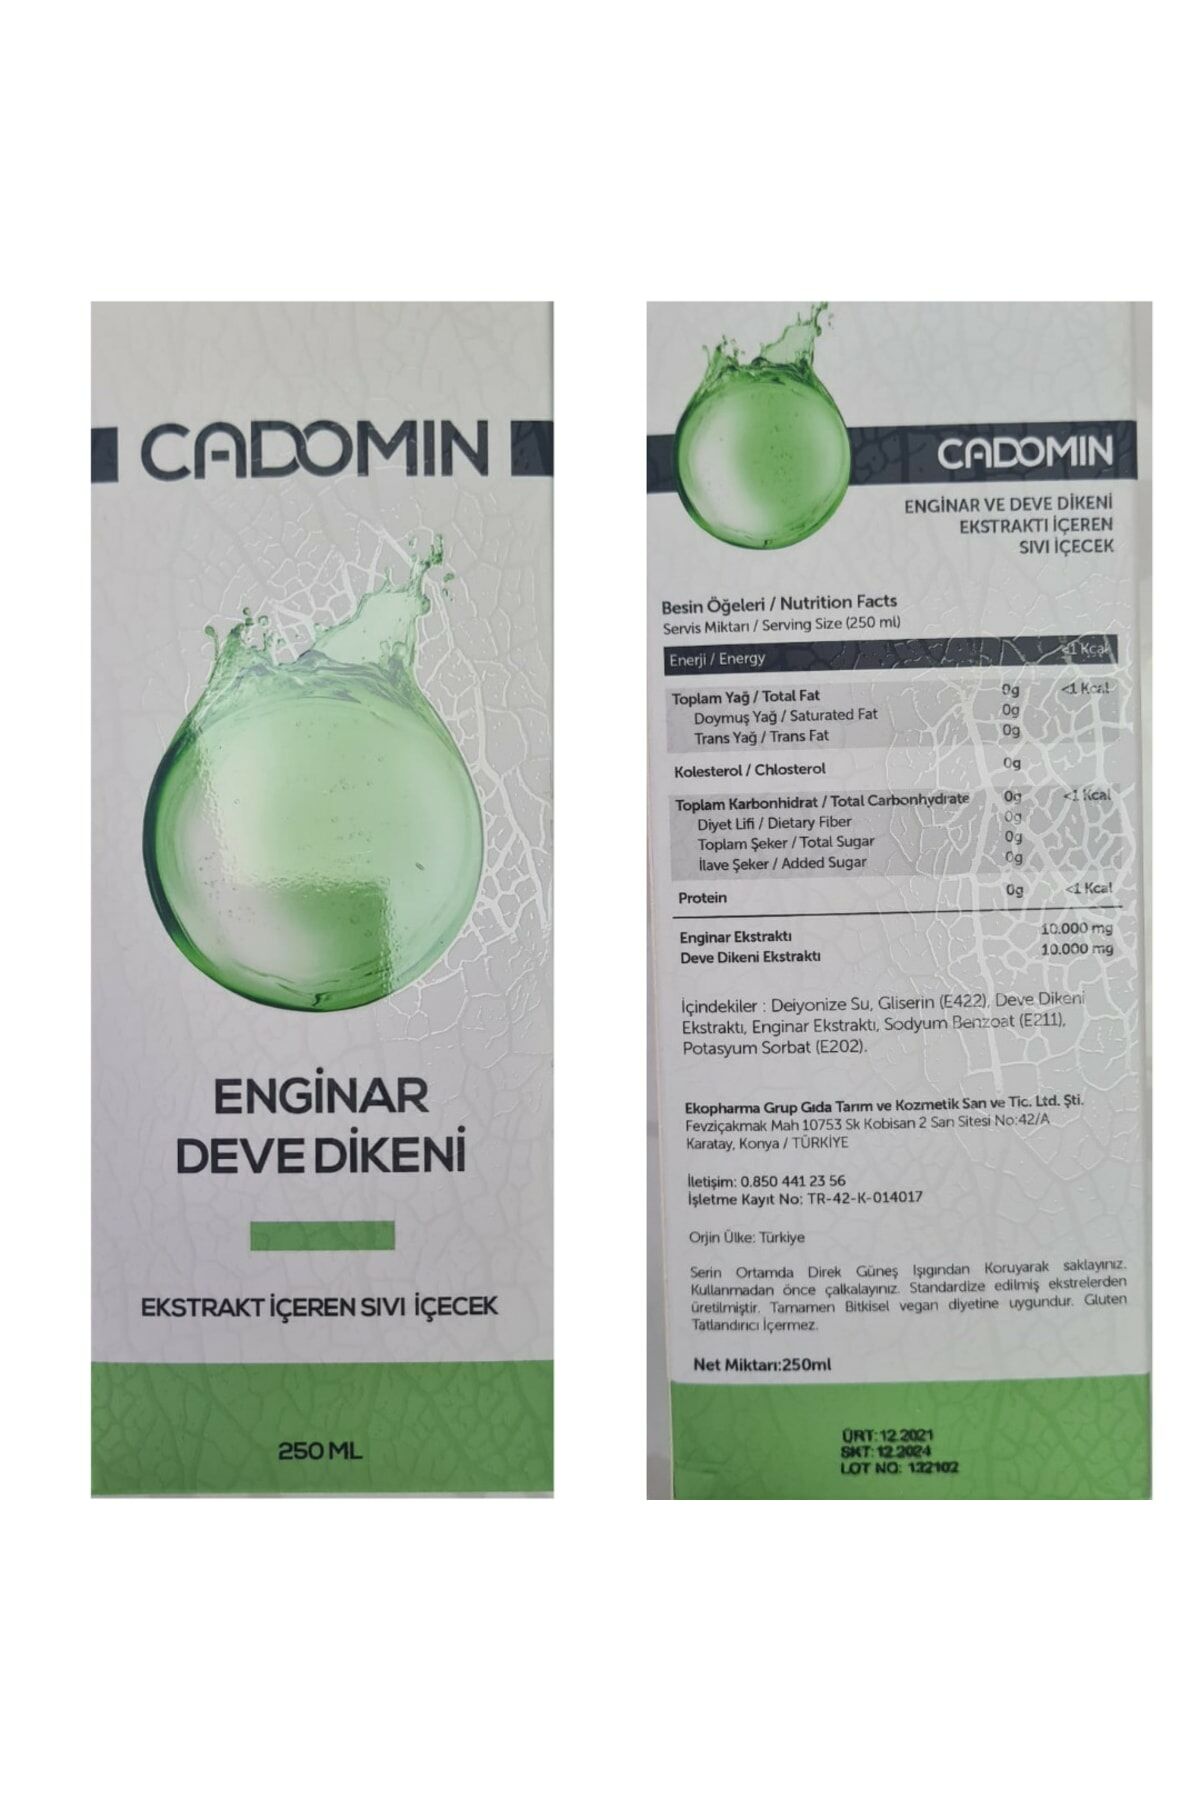 CADOMIN
ENGİNAR
DEVE DİKENİ
EKSTRAKT İÇEREN SIVI İÇECEK
250 ML
CADOMIN
ENGİNAR VE DEVE DİKENİ
EKSTRAKTI İÇEREN
SIVI İÇECEK
Besin Öğeleri / Nutrition Facts
Servis Miktarı / Serving Size (250 ml)
Enerji / Energy <1 Kcal
Toplam Yağ / Total Fat 0g <1 Kcal
Doymuş Yağ / Saturated Fat 0g
Trans Yağ / Trans Fat 0g
Kolesterol / Chlosterol 0g
Toplam Karbonhidrat / Total Carbonhydrate 0g <1 Kcal
Diyet Lifi / Dietary Fiber 0g
Toplam Şeker / Total Sugar 0g
İlave Şeker / Added Sugar 0g
Protein 0g <1 Kcal
Enginar Ekstraktı 10.000 mg
Deve Dikeni Ekstraktı 10.000 mg
İçindekiler : Deiyonize Su, Gliserin (E422), Deve Dikeni
Ekstraktı, Enginar Ekstraktı, Sodyum Benzoat (E211),
Potasyum Sorbat (E202).
Ekopharma Grup Gıda Tarım ve Kozmetik San ve Tic. Ltd. Şti.
Fevziçakmak Mah 10753 Sk Kobisan 2 San Sitesi No:42/A
Karatay, Konya / TÜRKİYE
İletişim: 0.850 441 23 56
İşletme Kayıt No: TR-42-K-014017
Orjin Ülke: Türkiye
Serin Ortamda Direk Güneş Işıgından Koruyarak saklayınız.
Kullanmadan önce çalkalayınız. Standardize edilmiş ekstrelerden
üretilmiştir. Tamamen Bitkisel vegan diyetine uygundur. Gluten
Tatlandırıcı İçermez.
Net Miktarı:250ml
ÜRT:12.2021
SKT:12.2024
LOT NO: 122102